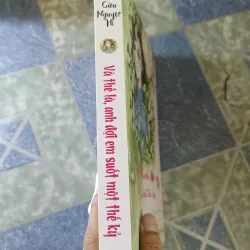 Cửu Nguyệt Hi
Và thế là, anh đợi em suốt một thế kỷ